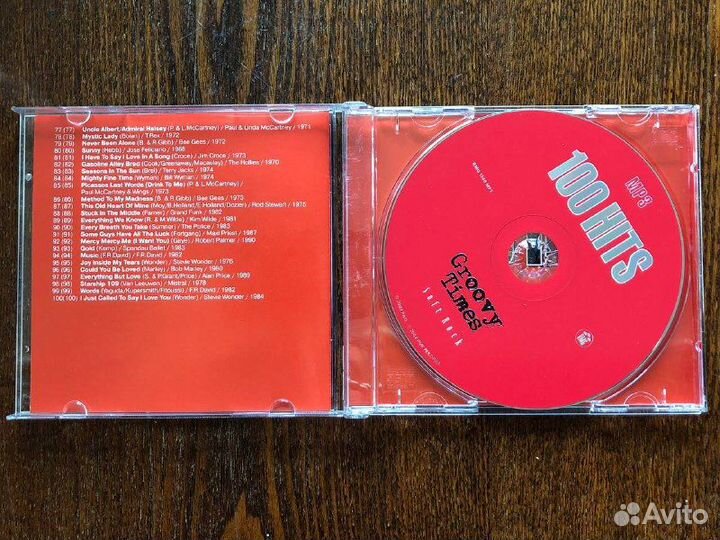 77 (77) Uncle Albert/Admiral Halsey (P. & L.McCartney) / Paul & Linda McCartney / 1971
78 (78) Mystic Lady (Bolan) / T.Rex / 1972
79 (79) Never Been Alone (B. & R.Gibb) / Bee Gees / 1972
80 (80) Sunny (Hebb) / Jose Feliciano / 1968
81 (81) I Have To Say I Love In A Song (Croce) / Jim Croce / 1973
82 (82) Gasoline Alley Bred (Cook/Greenaway/Macauley) / The Hollies / 1970
83 (83) Seasons In The Sun (Brel) / Terry Jacks / 1974
84 (84) Mighty Fine Time (Wyman) / Bill Wyman / 1974
85 (85) Picasses Last Words (Drink To Me) (P. & L.McCartney) /
Paul McCartney & Wings / 1973
86 (86) Method To My Madness (B. & R.Gibb) / Bee Gees / 1973
87 (87) This Old Heart Of Mine (Moy/B.Holland/E.Holland/Dozier) / Rod Stewart / 1975
88 (88) Stuck In The Middle (Farner) / Grand Funk / 1982
89 (89) Everything We Know (R. & M.Wilde) / Kim Wilde / 1981
90 (90) Every Breath You Take (Sumner) / The Police / 1983
91 (91) Some Guys Have All The Luck (Fortgang) / Maxi Priest / 1987
92 (92) Mercy Mercy Me (I Want You) (Gaye) / Robert Palmer / 1990
93 (93) Gold (Kemp) / Spandau Ballet / 1983
94 (94) Music (F.R.David) / F.R.David / 1982
95 (95) Joy Inside My Tears (Wonder) / Stevie Wonder / 1976
96 (96) Could You Be Loved (Marley) / Bob Marley / 1980
97 (97) Everything But Love (S. & P.Grant/Price) / Alan Price / 1989
98 (98) Starship 109 (Van Leeuwen) / Mistral / 1978
99 (99) Words (Yaguda/Kupersmith/Fitoussi) / F.R.David / 1982
100(100) I Just Called To Say I Love You (Wonder) / Stevie Wonder / 1984
MP3
100 HITS
Groovy
Times
Soft Rock
Avito